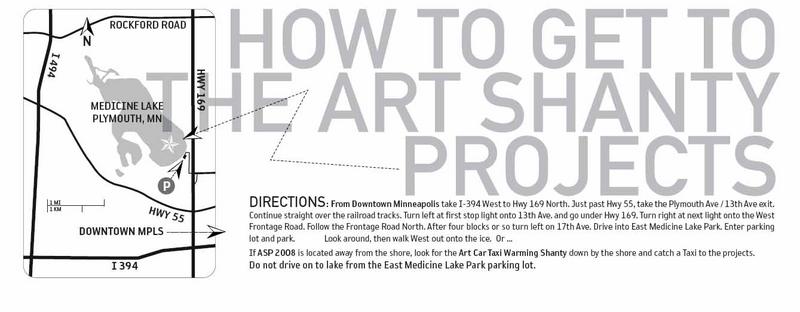 HOW TO GET TO
THE ART SHANTY
PROJECTS
ROCKFORD ROAD
N
I 494
HWY 169
MEDICINE LAKE
PLYMOUTH, MN
P
1 MI
1 KM
HWY 55
DOWNTOWN MPLS
I 394
DIRECTIONS: From Downtown Minneapolis take I-394 West to Hwy 169 North. Just past Hwy 55, take the Plymouth Ave / 13th Ave exit.
Continue straight over the railroad tracks. Turn left at first stop light onto 13th Ave. and go under Hwy 169. Turn right at next light onto the West
Frontage Road. Follow the Frontage Road North. After four blocks or so turn left on 17th Ave. Drive into East Medicine Lake Park. Enter parking
lot and park. Look around, then walk West out onto the ice. Or ...
If ASP 2008 is located away from the shore, look for the Art Car Taxi Warming Shanty down by the shore and catch a Taxi to the projects.
Do not drive on to lake from the East Medicine Lake Park parking lot.